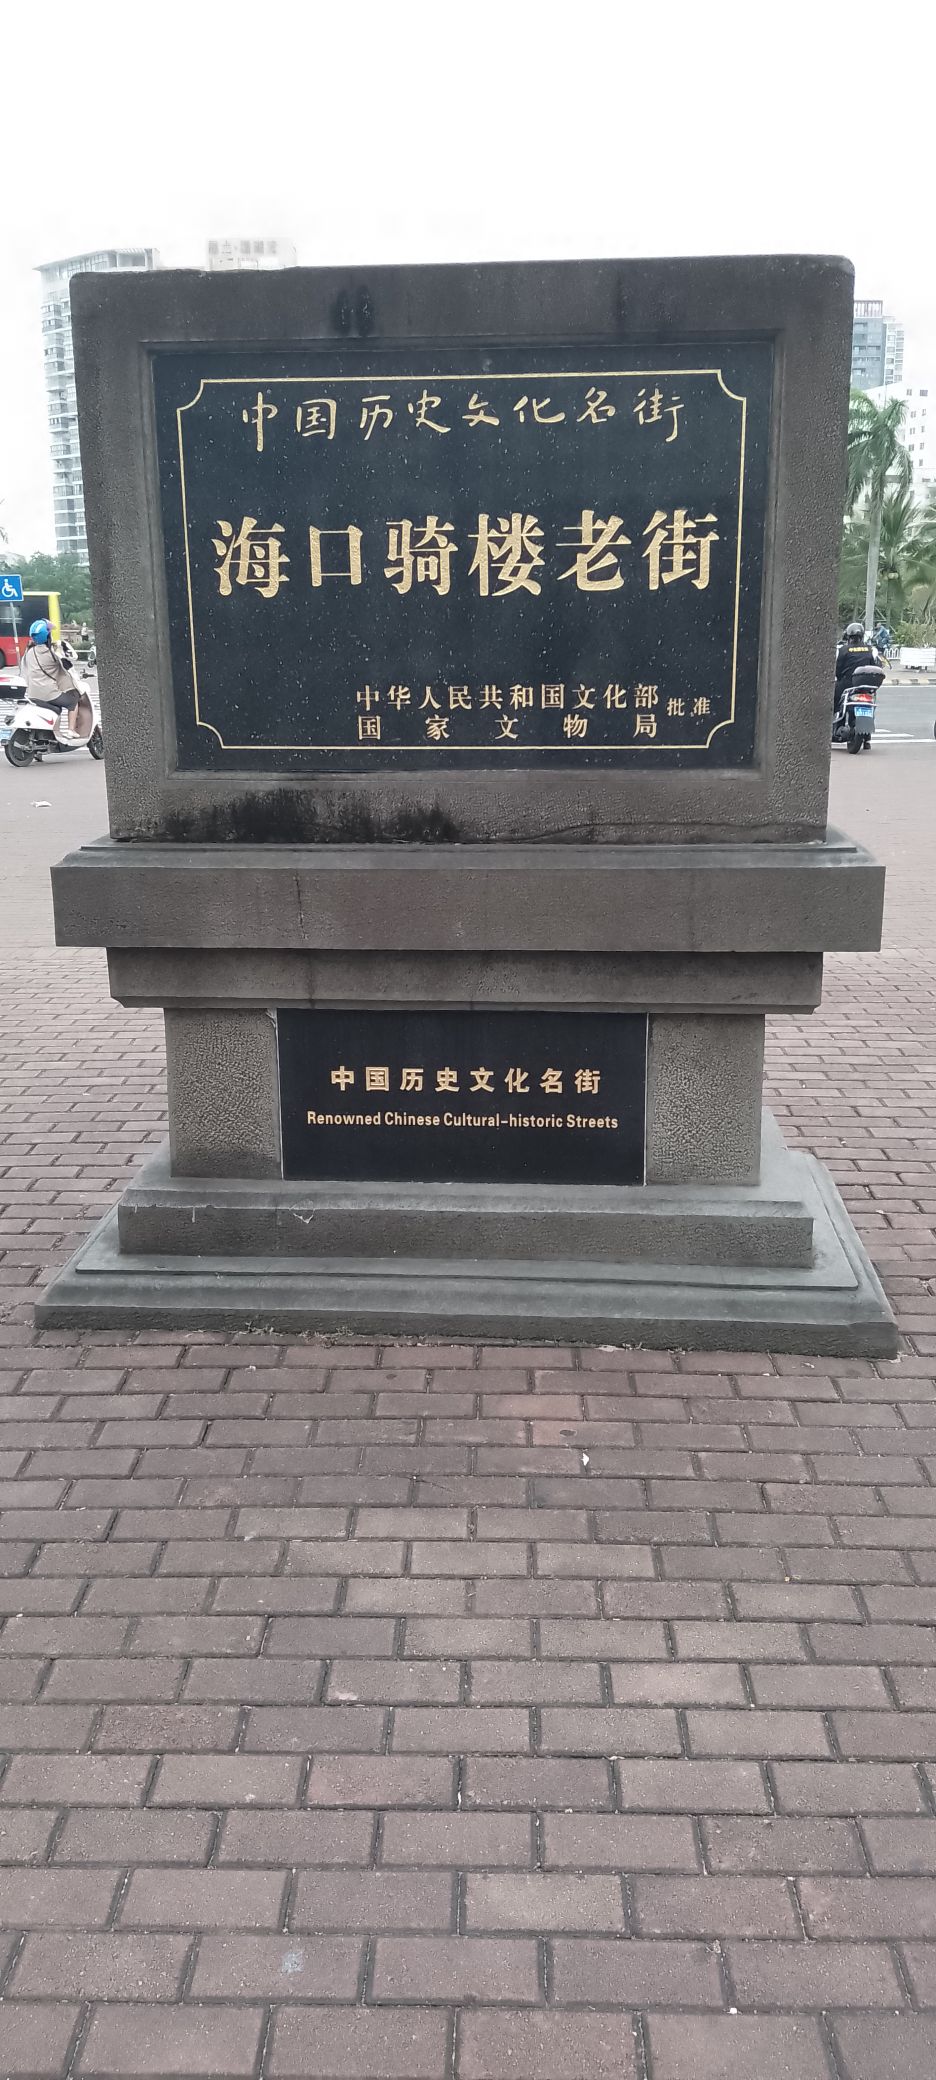 中国历史文化名街
海口骑楼老街
中华人民共和国文化部
国家文物局
批准
中国历史文化名街
Renowned Chinese Cultural-historic Streets